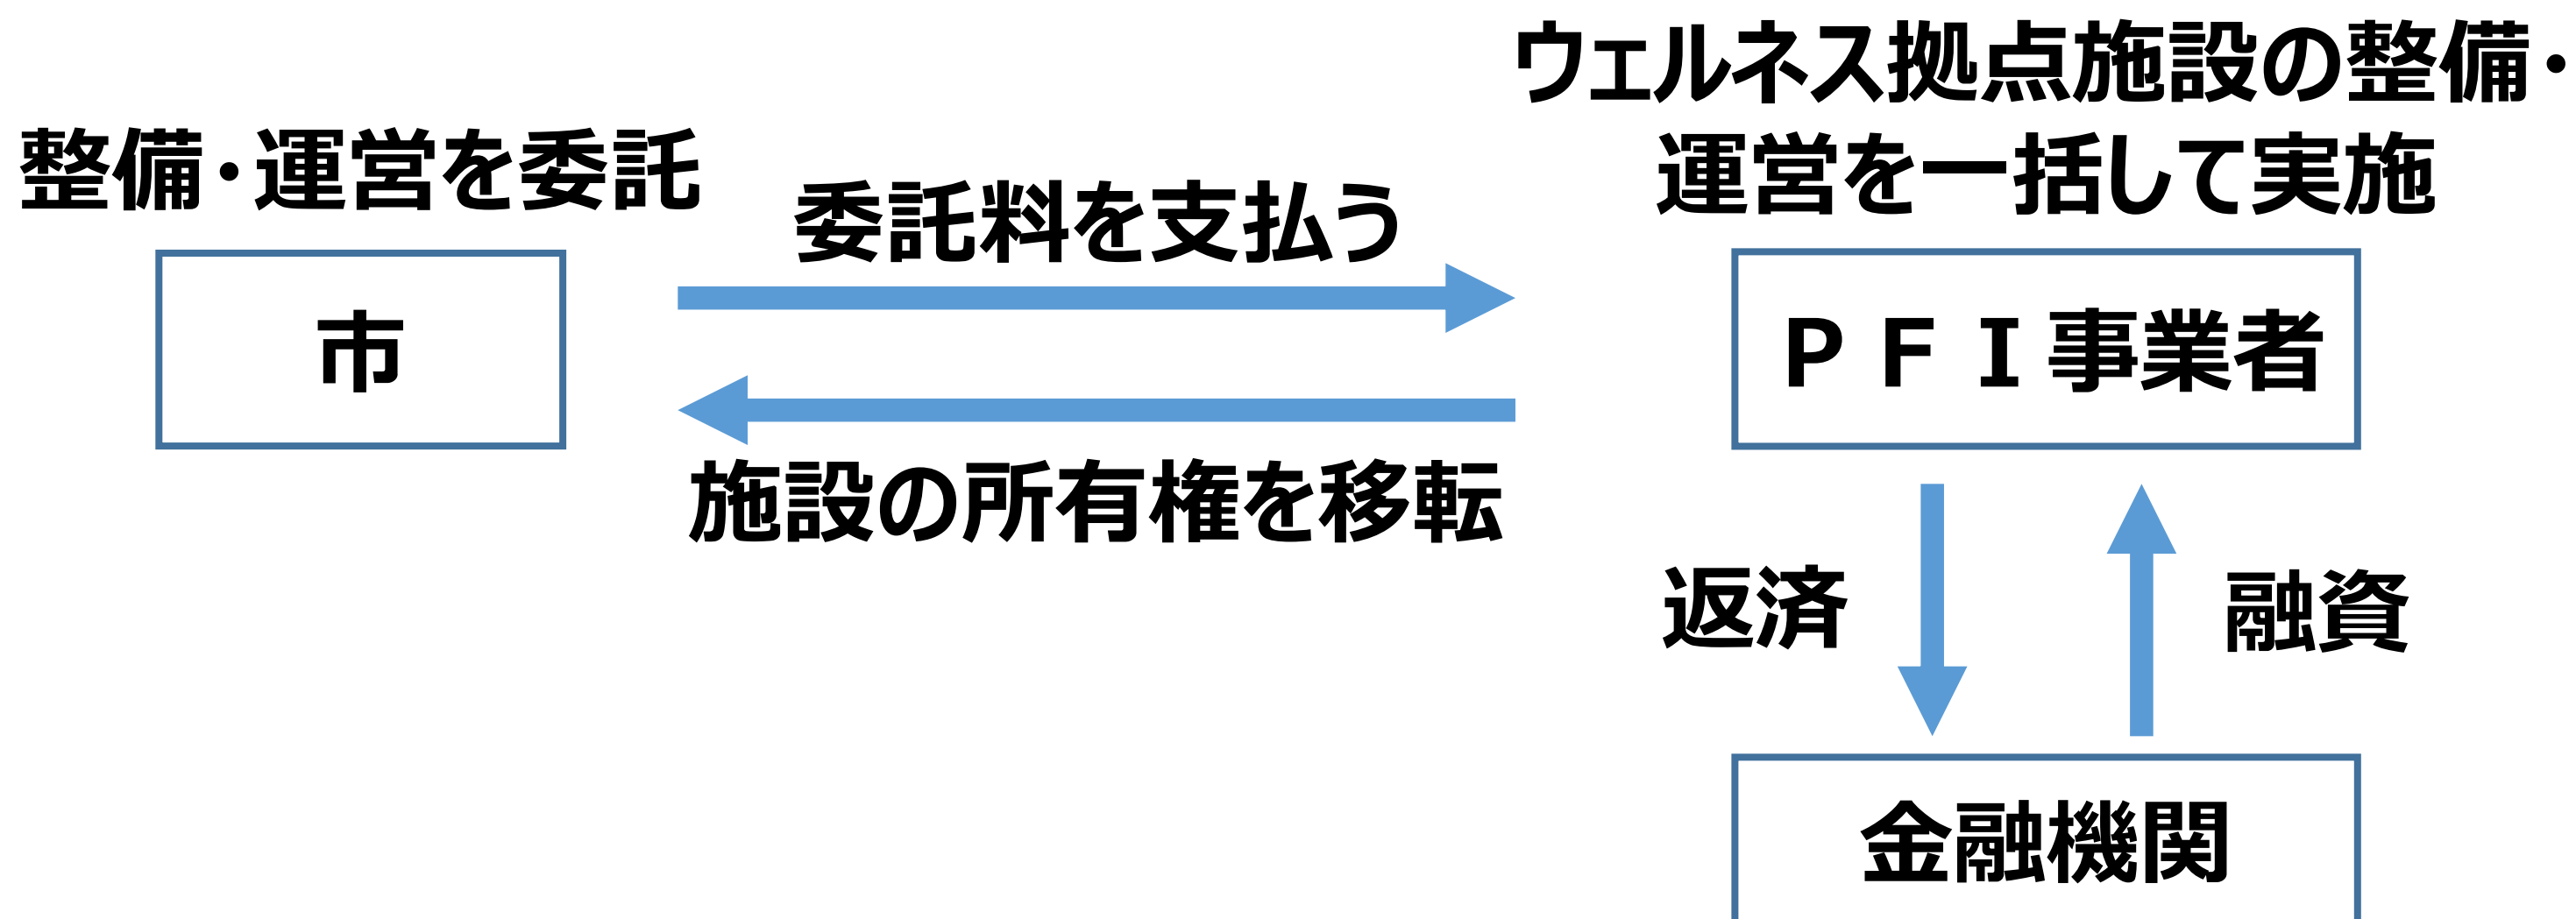 ウェルネス拠点施設の整備・
運営を一括して実施
整備・運営を委託
委託料を支払う
市
ＰＦＩ事業者
施設の所有権を移転
返済
融資
金融機関